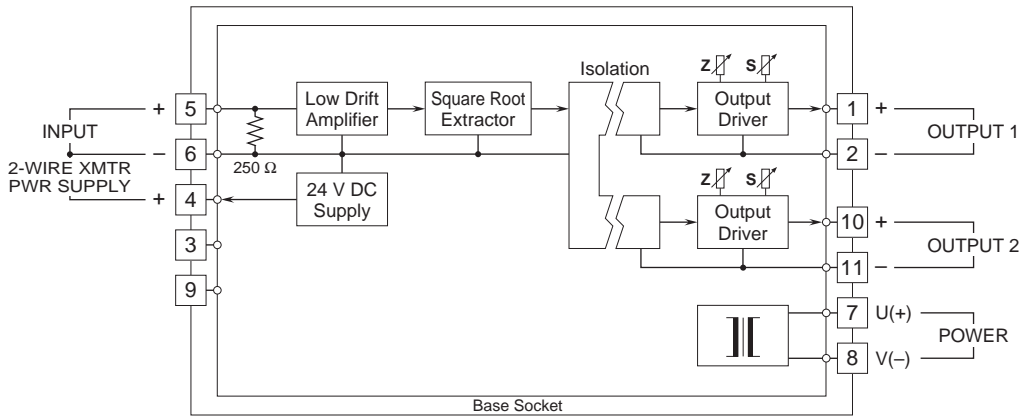 Isolation
Z
S
+
5
Low Drift
Amplifier
Square Root
Extractor
Output
Driver
1
+
INPUT
OUTPUT 1
−
6
250 Ω
2
−
2-WIRE XMTR
PWR SUPPLY
+
4
24 V DC
Supply
Z
S
Output
Driver
10
+
3
OUTPUT 2
11
−
9
7
U(+)
POWER
8
V(−)
Base Socket